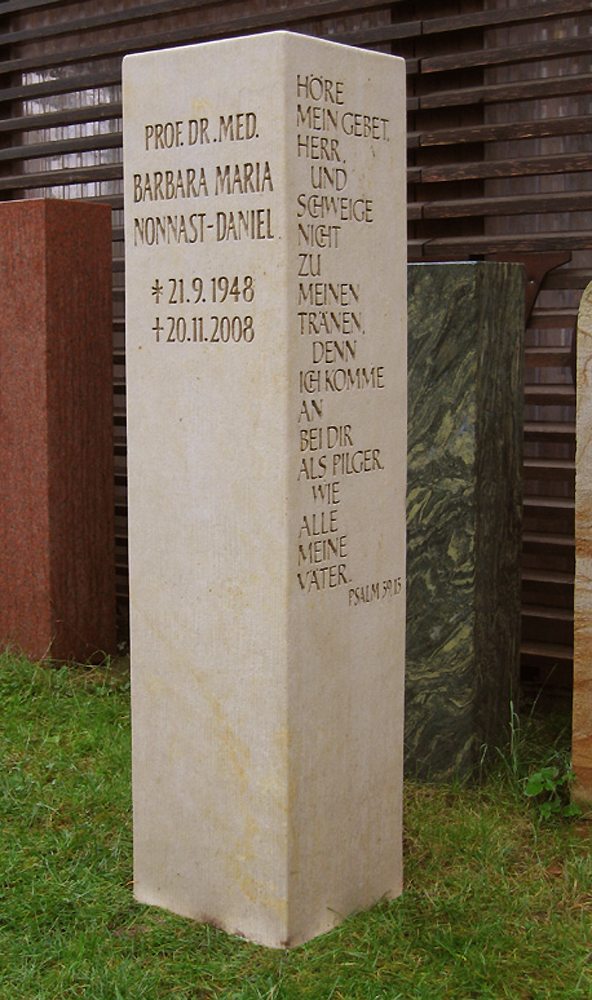 PROF. DR. MED.
BARBARA MARIA
NONNAST-DANIEL
* 21.9.1948
† 20.11.2008
HÖRE
MEIN GEBET,
HERR,
UND
SCHWEIGE
NICHT
ZU
MEINEN
TRÄNEN,
DENN
ICH KOMME
AN
BEI DIR
ALS PILGER,
WIE
ALLE
MEINE
VÄTER.
PSALM 39,13